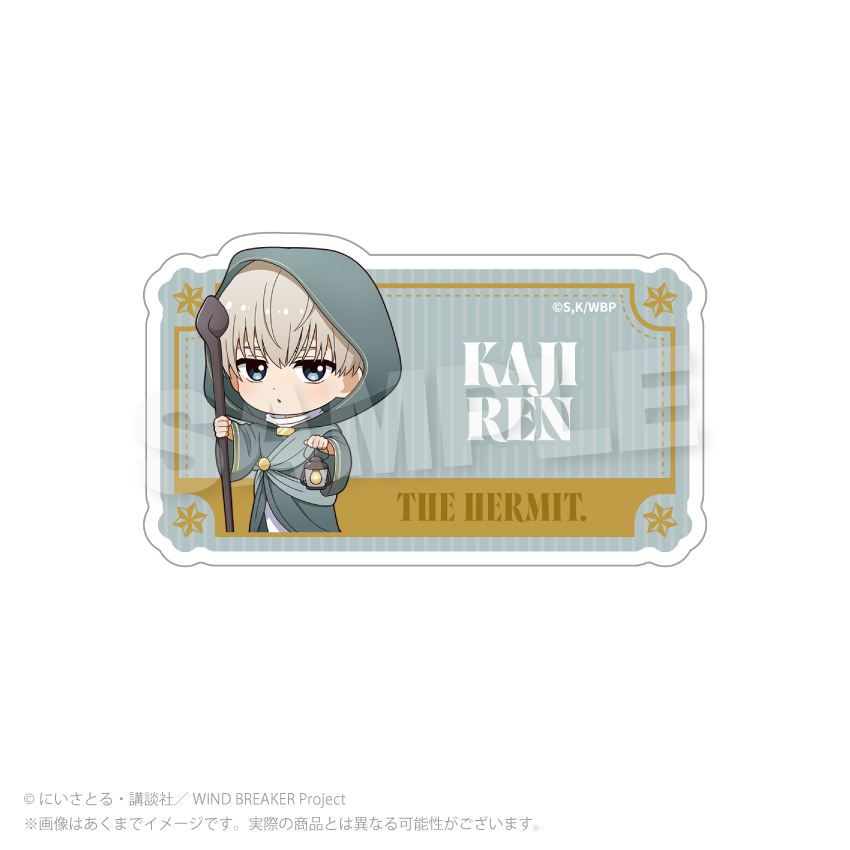 ©S,K/WBP
KAJI
REN
SAMPLE
THE HERMIT.
© にいさとる・講談社／ WIND BREAKER Project
※画像はあくまでイメージです。実際の商品とは異なる可能性がございます。